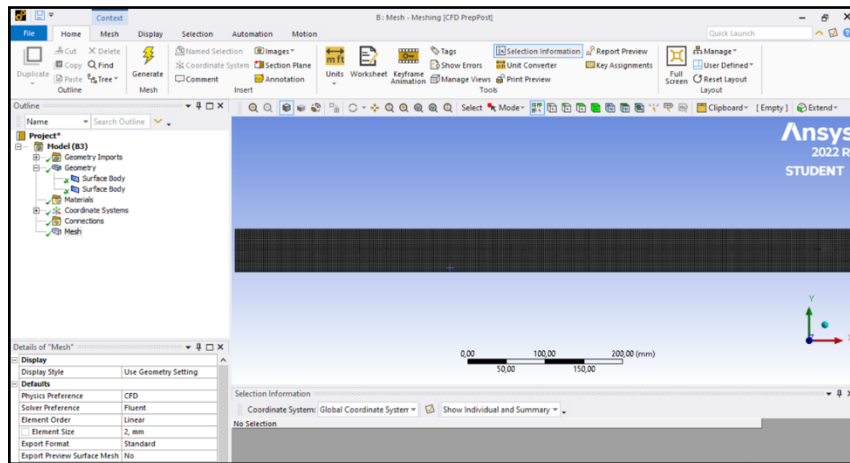 Context
B : Mesh - Meshing [CFD PrepPost]
File Home Mesh Display Selection Automation Motion Quick Launch
Cut Delete Named Selection Images Tags Selection Information Report Preview Manage
Duplicate Copy Find Generate Coordinate System Section Plane Units Worksheet Keyframe Show Errors Unit Converter Key Assignments Full User Defined
Paste Tree Mesh Comment Annotation Animation Manage Views Print Preview Screen Reset Layout
Outline Mesh Insert Tools Layout
Outline Select Mode Clipboard [ Empty ] Extend
Name Search Outline
Project*
Model (B3)
Geometry Imports
Geometry
Surface Body
Surface Body
Materials
Coordinate Systems
Connections
Mesh
Ansys
2022 R
STUDENT
Y
0,00 100,00 200,00 (mm)
50,00 150,00
Details of "Mesh"
Display
Display Style Use Geometry Setting
Defaults
Physics Preference CFD
Solver Preference Fluent
Element Order Linear
Element Size 2, mm
Export Format Standard
Export Preview Surface Mesh No
Selection Information
Coordinate System: Global Coordinate System Show Individual and Summary
No Selection